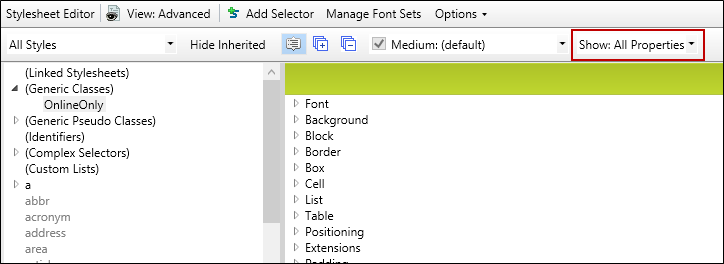 Stylesheet Editor View: Advanced Add Selector Manage Font Sets Options
All Styles Hide Inherited Medium: (default) Show: All Properties
(Linked Stylesheets)
(Generic Classes)
OnlineOnly
(Generic Pseudo Classes)
(Identifiers)
(Complex Selectors)
(Custom Lists)
a
abbr
acronym
address
area
Font
Background
Block
Border
Box
Cell
List
Table
Positioning
Extensions
Padding